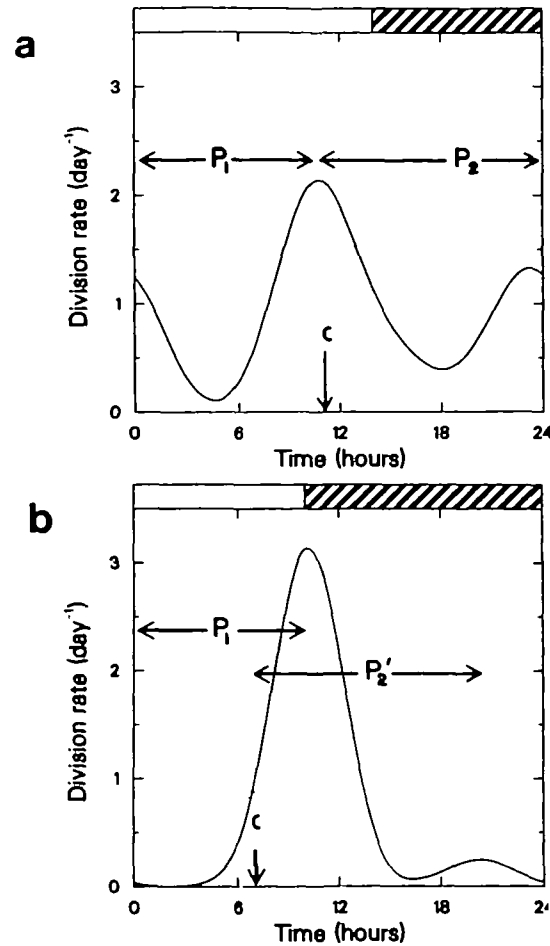 a
Division rate (day⁻¹)
3
2
1
0
P₁
P₂
C
0 6 12 18 24
Time (hours)
b
Division rate (day⁻¹)
3
2
1
0
P₁
P₂'
C
0 6 12 18 24
Time (hours)